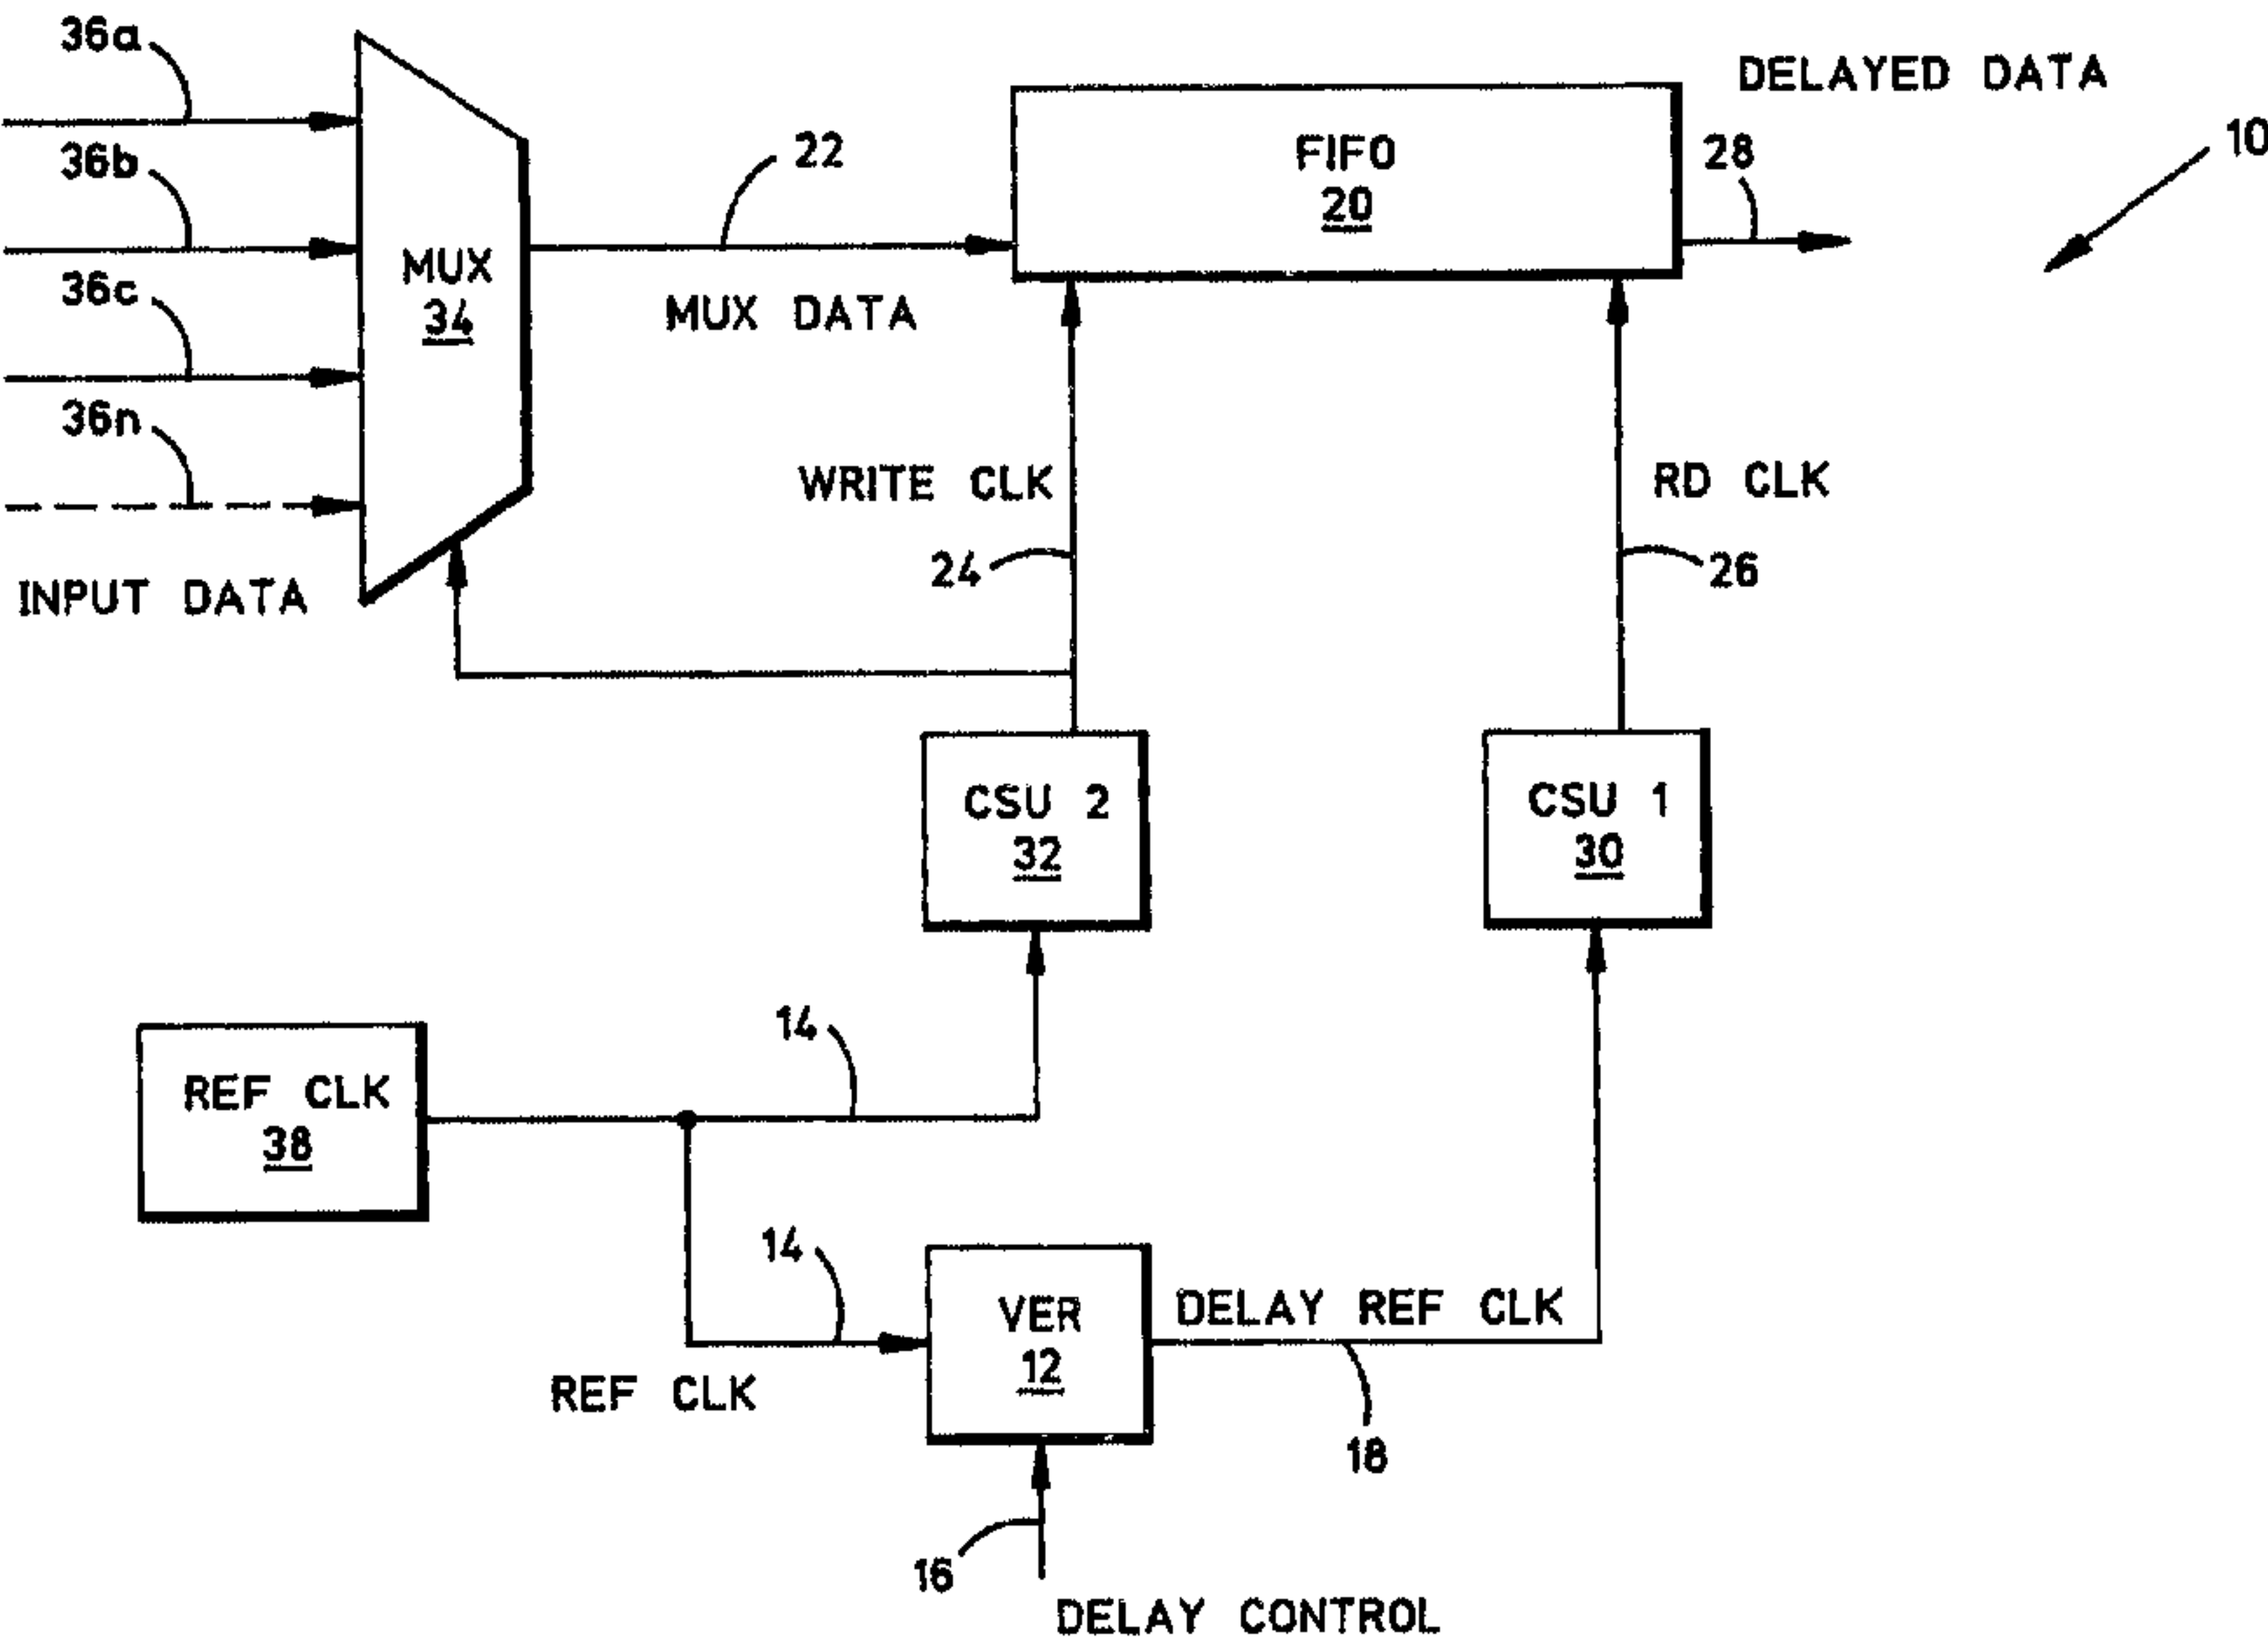 36a
DELAYED DATA
36b
22
FIFO
20
28
10
36c
MUX
34
MUX DATA
36n
WRITE CLK
RD CLK
24
26
INPUT DATA
CSU 2
32
CSU 1
30
14
REF CLK
38
14
VER
12
DELAY REF CLK
REF CLK
18
16
DELAY CONTROL